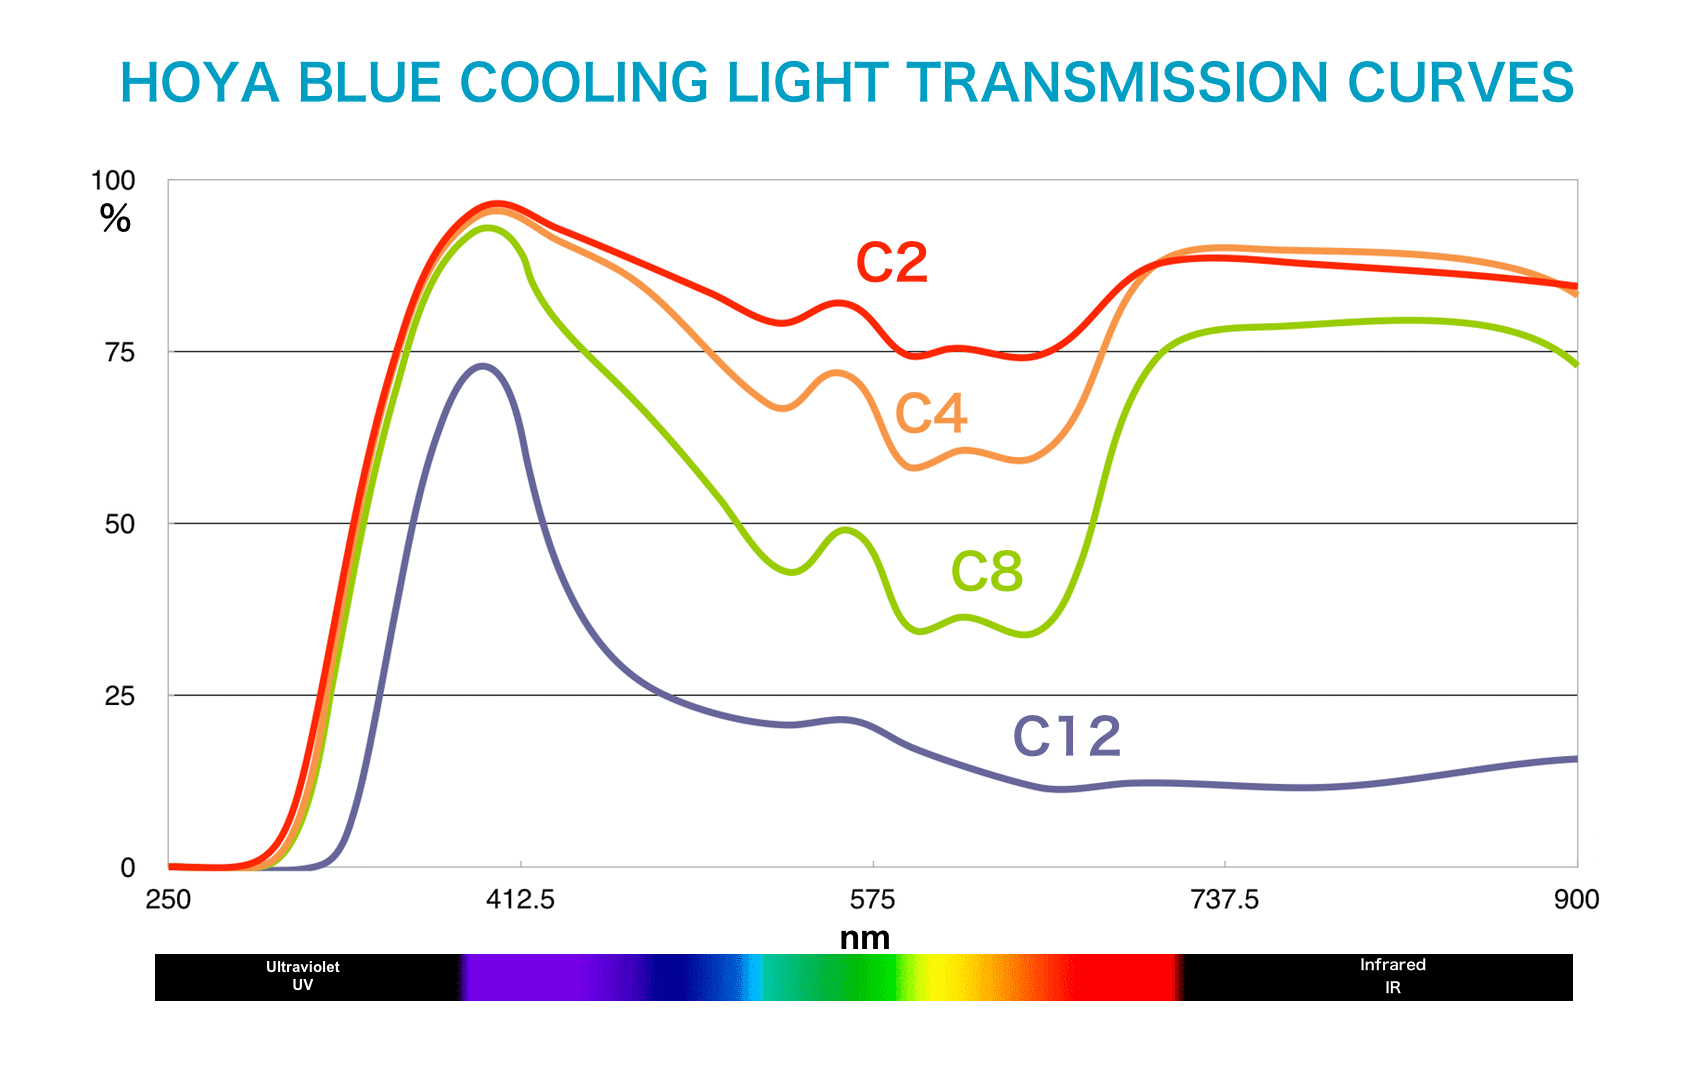 HOYA BLUE COOLING LIGHT TRANSMISSION CURVES
100
%
C2
75
C4
50
C8
25
C12
0
250 412.5 575 737.5 900
nm
Ultraviolet
UV
Infrared
IR